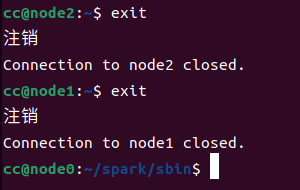 cc@node2:~$ exit
注销
Connection to node2 closed.
cc@node1:~$ exit
注销
Connection to node1 closed.
cc@node0:~/spark/sbin$